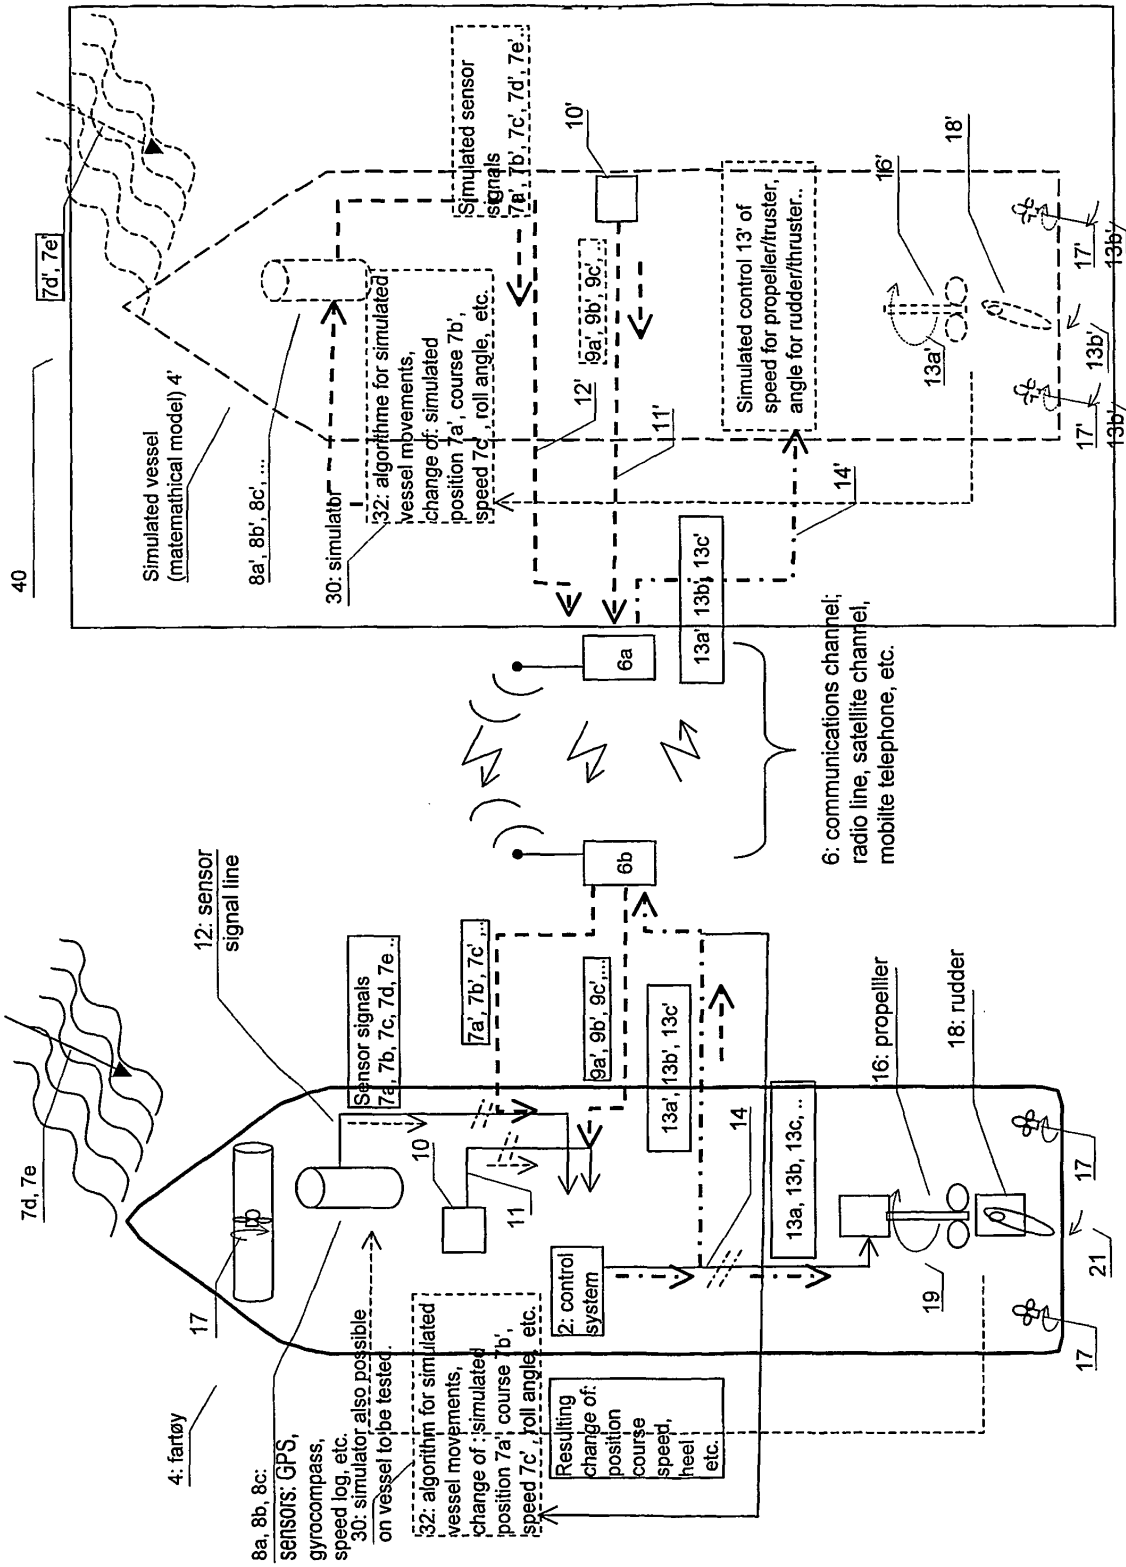 40
7d', 7e'
Simulated vessel
(matemathical model) 4'
8a', 8b', 8c', ...
30: simulator
32: algorithme for simulated
vessel movements,
change of: simulated
position 7a', course 7b',
speed 7c' , roll angle, etc.
Simulated sensor
signals
7a', 7b', 7c', 7d', 7e'..
10'
9a', 9b', 9c', ..
12'
11'
Simulated control 13' of
speed for propeller/truster,
angle for rudder/thruster..
14'
16'
18'
13a'
17'
13b'
13b'
17'
13b'
6a
13a', 13b', 13c'
6: communications channel;
radio line, satellite channel,
mobilte telephone, etc.
6b
7d, 7e
12: sensor
signal line
Sensor signals
7a, 7b, 7c, 7d, 7e ..
7a', 7b', 7c' ,..
9a', 9b', 9c',...
13a', 13b', 13c'
17
10
11
14
2: control
system
13a, 13b, 13c, ..
16: propelller
18: rudder
19
17
21
17
4: fartøy
8a, 8b, 8c:
sensors: GPS,
gyrocompass,
speed log, etc.
30: simulator also possible
on vessel to be tested.
32: algorithm for simulated
vessel movements,
change of : simulated
position 7a' course 7b',
speed 7c' , roll angle, etc.
Resulting
change of:
position
course
speed,
heel
etc.